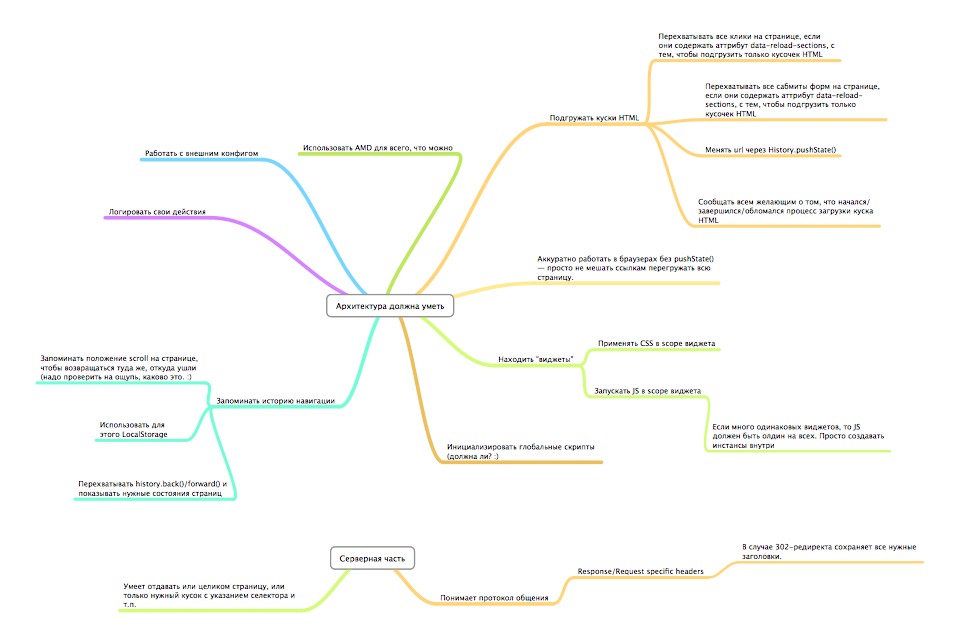 Перехватывать все клики на странице, если
они содержать аттрибут data-reload-sections, с
тем, чтобы подгрузить только кусочек HTML
Перехватывать все сабмиты форм на странице,
если они содержать аттрибут data-reload-
sections, с тем, чтобы подгрузить только
кусочек HTML
Подгружать куски HTML
Менять url через History.pushState()
Сообщать всем желающим о том, что начался/
завершился/обломался процесс загрузки куска
HTML
Использовать AMD для всего, что можно
Работать с внешним конфигом
Логировать свои действия
Аккуратно работать в браузерах без pushState()
— просто не мешать ссылкам перегружать всю
страницу.
Архитектура должна уметь
Находить "виджеты"
Применять CSS в scope виджета
Запускать JS в scope виджета
Если много одинаковых виджетов, то JS
должен быть олдин на всех. Просто создавать
инстансы внутри
Запоминать положение scroll на странице,
чтобы возвращаться туда же, откуда ушли
(надо проверить на ощупь, каково это. :)
Запоминать историю навигации
Использовать для
этого LocalStorage
Перехватывать history.back()/forward() и
показывать нужные состояния страниц
Инициализировать глобальные скрипты
(должна ли? :)
Серверная часть
Умеет отдавать или целиком страницу, или
только нужный кусок с указанием селектора и
т.п.
Понимает протокол общения
Response/Request specific headers
В случае 302-редиректа сохраняет все нужные
заголовки.